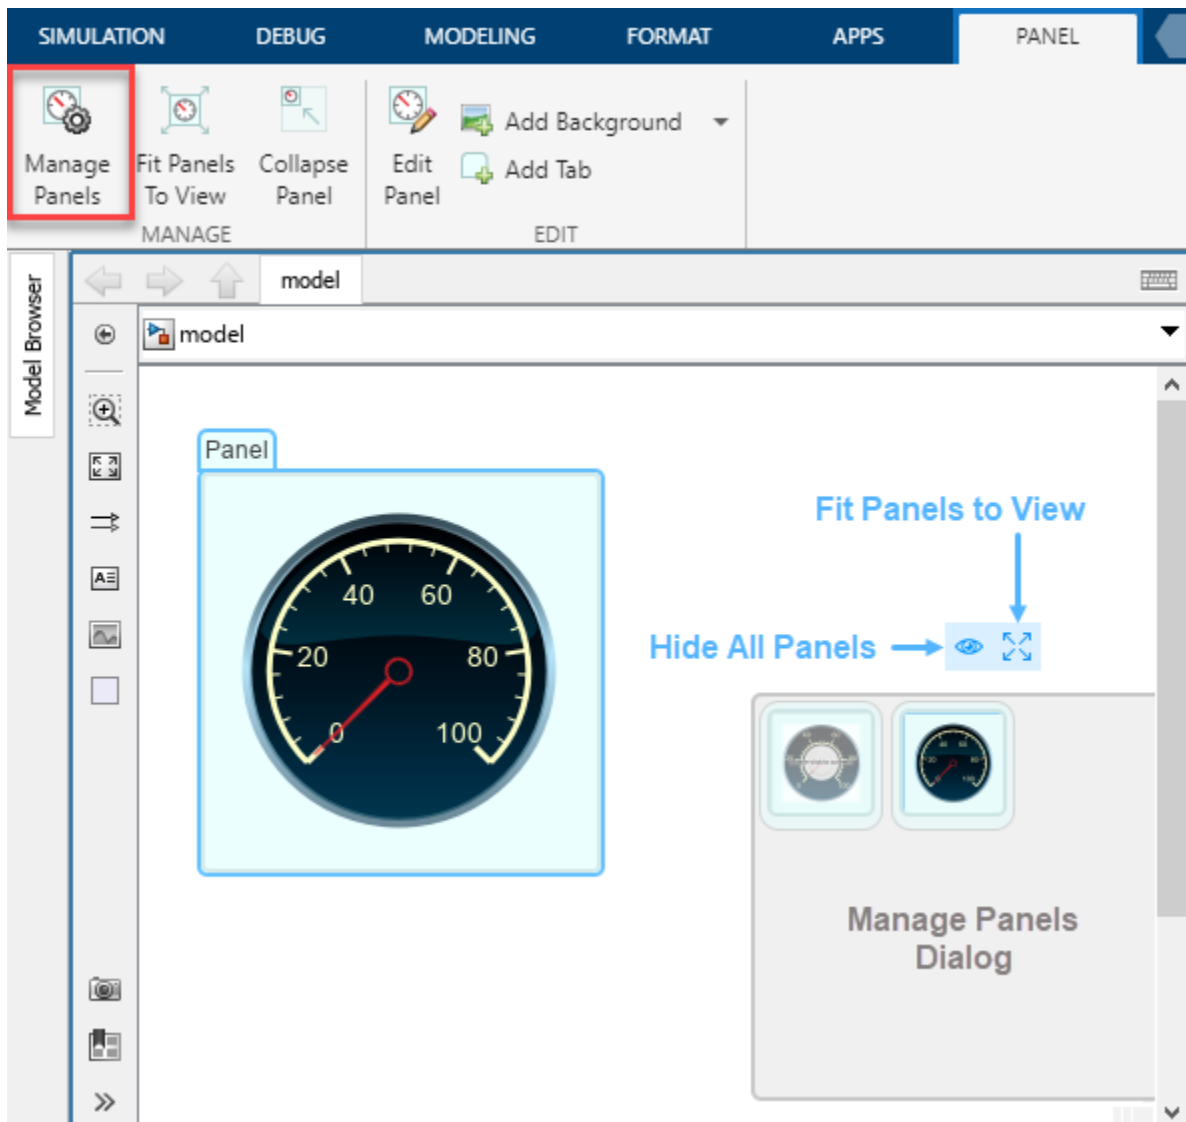 SIMULATION DEBUG MODELING FORMAT APPS PANEL
Manage Panels
Fit Panels To View
Collapse Panel
Edit Panel
Add Background
Add Tab
MANAGE
EDIT
Model Browser
model
model
Panel
0
20
40
60
80
100
Fit Panels to View
Hide All Panels
Manage Panels
Dialog